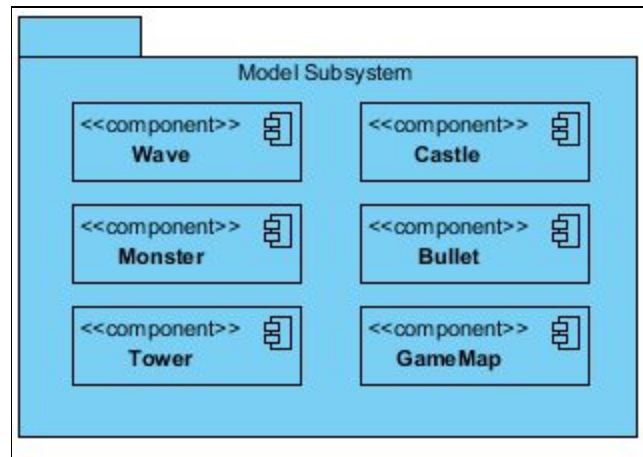 Model Subsystem
<<component>>
Wave
<<component>>
Castle
<<component>>
Monster
<<component>>
Bullet
<<component>>
Tower
<<component>>
GameMap